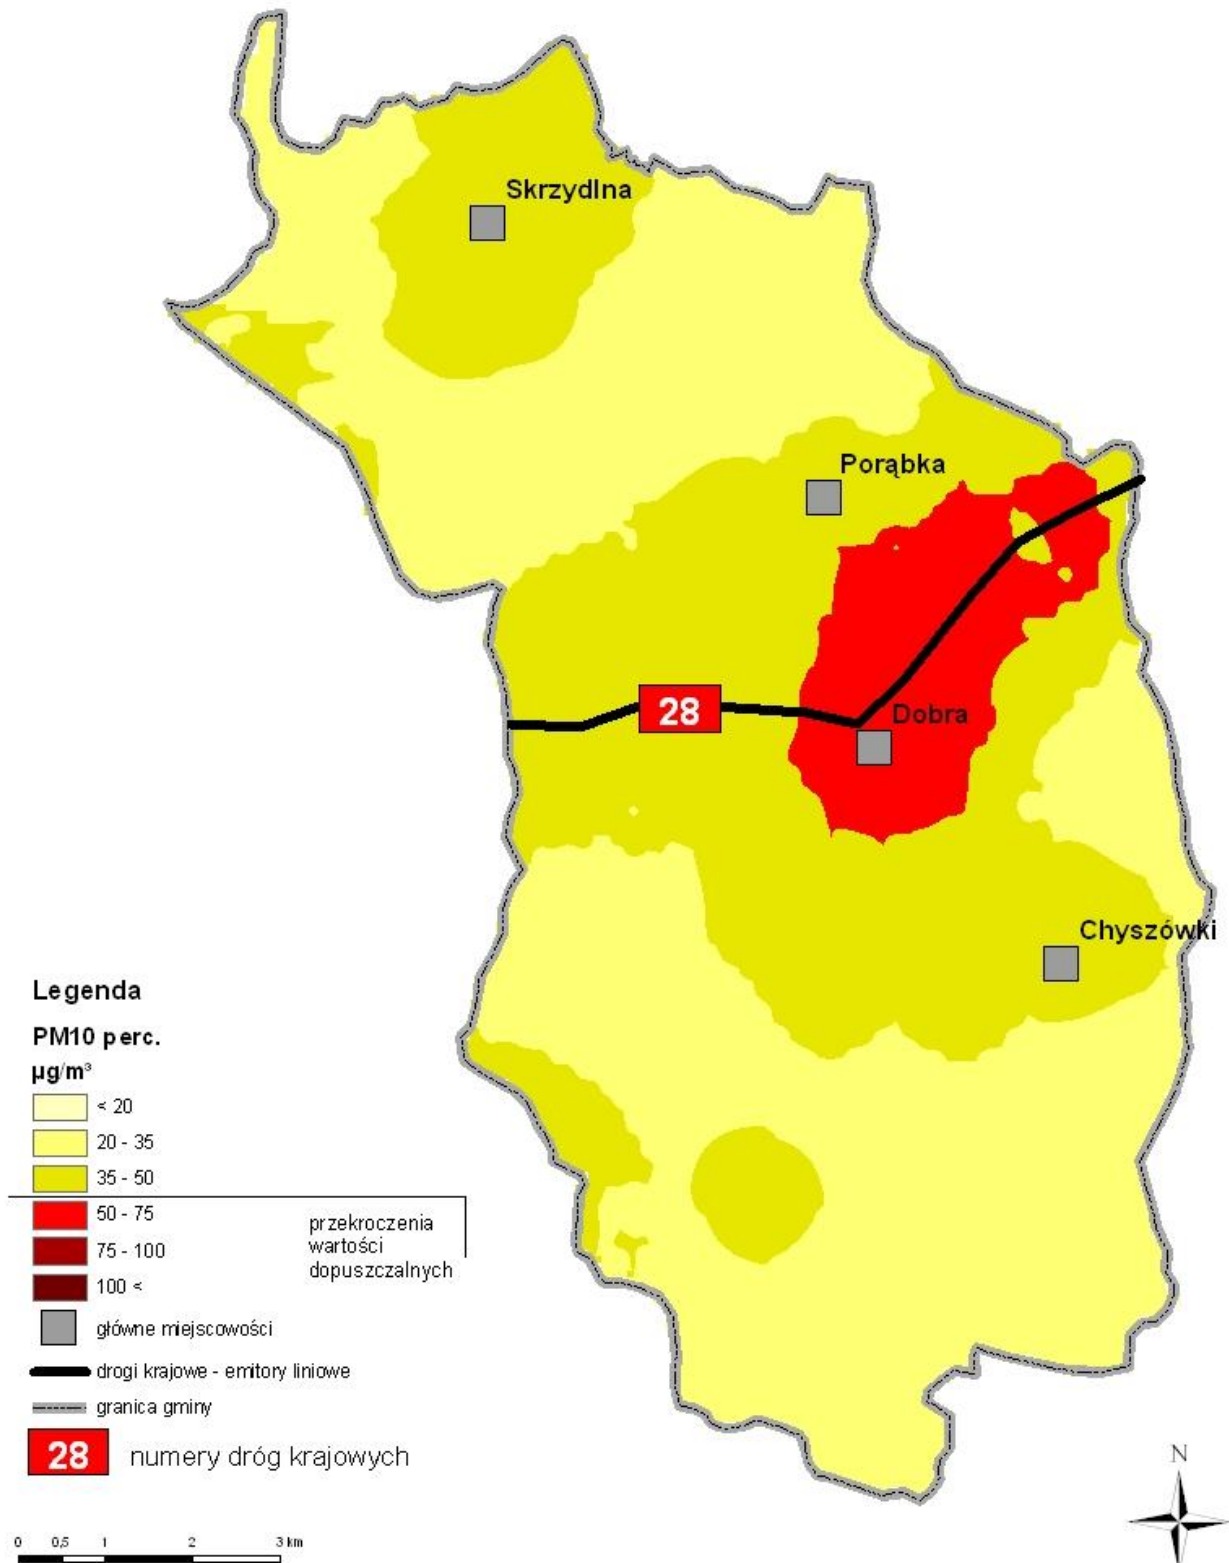 Skrzydlna
Porąbka
28
Dobra
Chyszówki
Legenda
PM10 perc.
µg/m³
< 20
20 - 35
35 - 50
50 - 75
75 - 100
100 <
przekroczenia
wartości
dopuszczalnych
główne miejscowości
drogi krajowe - emitory liniowe
granica gminy
28 numery dróg krajowych
N
0 0,5 1 2 3 km